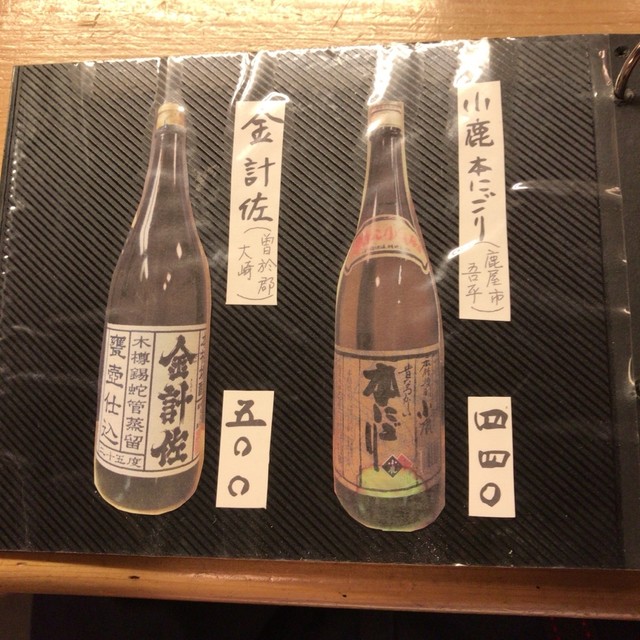 小鹿本にごり(鹿屋市
吾平)
四四〇
金計佐(曽於郡
大崎)
五〇〇
本にごり
小鹿
金計佐
木樽錫蛇管蒸留
甕壺仕込
二十五度